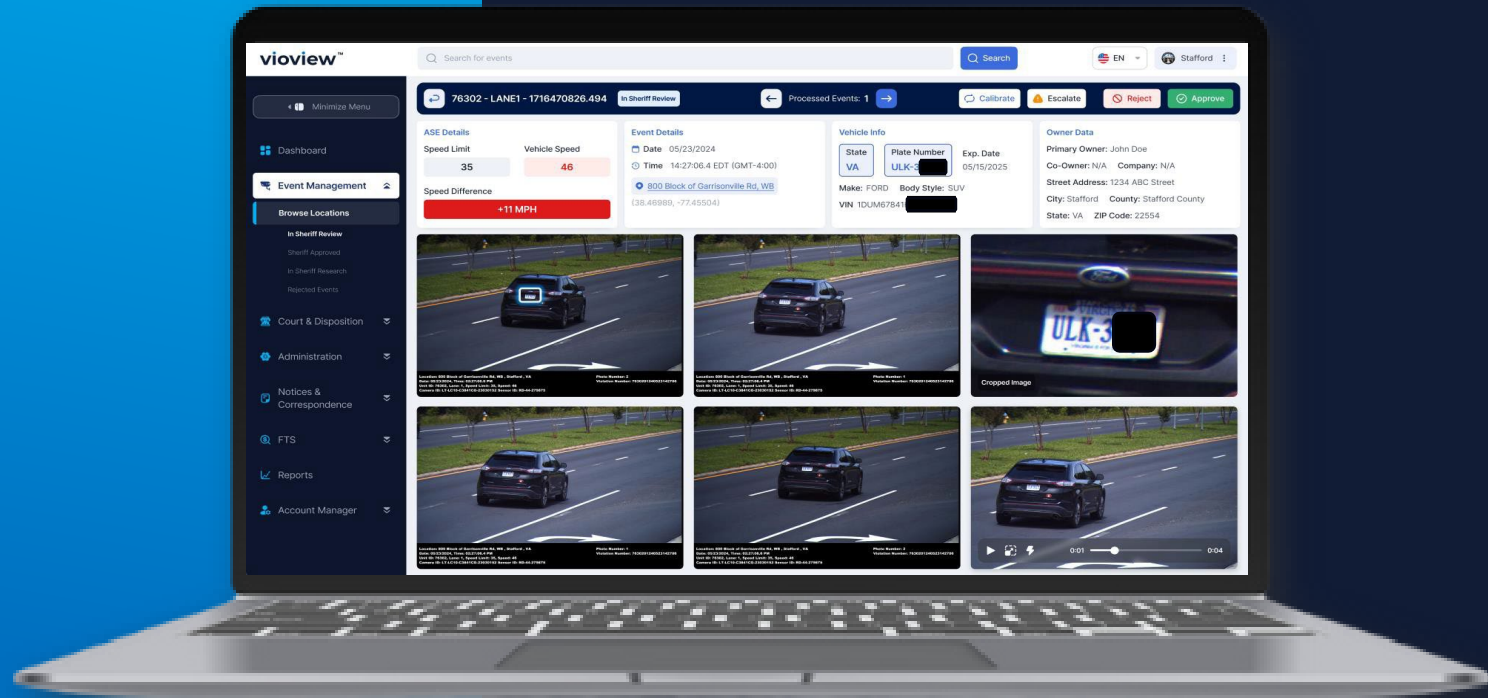 vioview™
Search for events
Search
EN
Stafford
Minimize Menu
Dashboard
Event Management
Browse Locations
In Sheriff Review
Sheriff Approved
In Sheriff Research
Rejected Events
Court & Disposition
Administration
Notices &
Correspondence
FTS
Reports
Account Manager
76302 - LANE1 - 1716470826.494
In Sheriff Review
Processed Events: 1
Calibrate
Escalate
Reject
Approve
ASE Details
Speed Limit Vehicle Speed
35 46
Speed Difference
+11 MPH
Event Details
Date 05/23/2024
Time 14:27:06.4 EDT (GMT-4:00)
800 Block of Garrisonville Rd, WB
(38.46989, -77.45504)
Vehicle Info
State Plate Number Exp. Date
VA ULK-3 05/15/2025
Make: FORD Body Style: SUV
VIN 1DUM67841
Owner Data
Primary Owner: John Doe
Co-Owner: N/A Company: N/A
Street Address: 1234 ABC Street
City: Stafford County: Stafford County
State: VA ZIP Code: 22554
Ford
ULK-3
Cropped Image
0:01
0:04